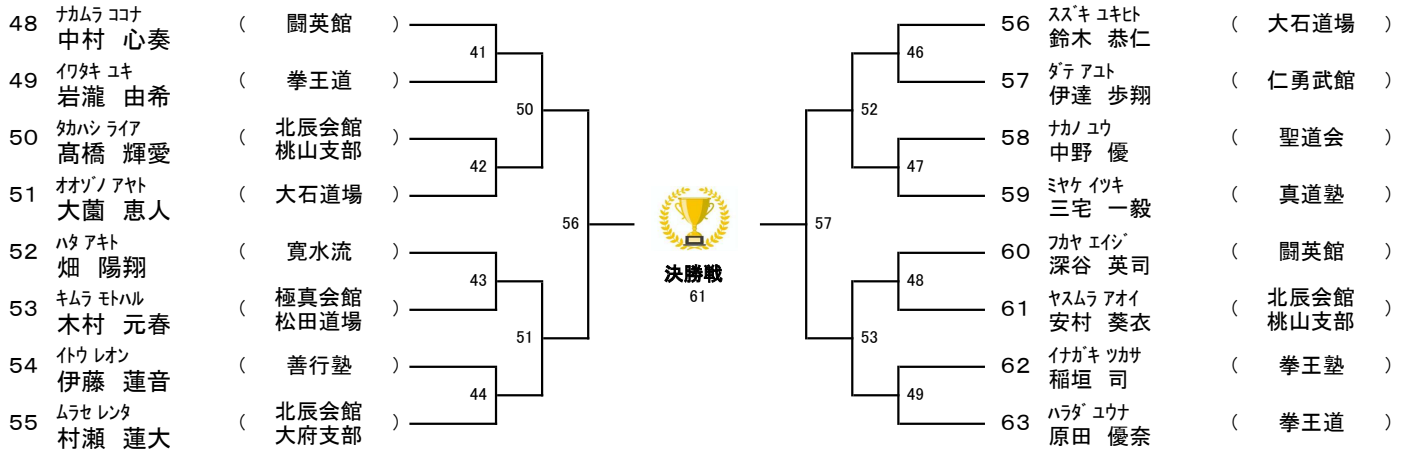 48 ナカムラ ココナ
中村 心奏 ( 闘英館 )
49 イワタキ ユキ
岩瀧 由希 ( 拳王道 )
50 タカハシ ライア
髙橋 輝愛 ( 北辰会館
桃山支部 )
51 オオゾノ アヤト
大薗 恵人 ( 大石道場 )
52 ハタ アキト
畑 陽翔 ( 寛水流 )
53 キムラ モトハル
木村 元春 ( 極真会館
松田道場 )
54 イトウ レオン
伊藤 蓮音 ( 善行塾 )
55 ムラセ レンタ
村瀬 蓮大 ( 北辰会館
大府支部 )
41
42
43
44
50
51
56
決勝戦
61
57
52
53
46
47
48
49
56 スズキ ユキヒト
鈴木 恭仁 ( 大石道場 )
57 ダテ アユト
伊達 歩翔 ( 仁勇武館 )
58 ナカノ ユウ
中野 優 ( 聖道会 )
59 ミヤケ イツキ
三宅 一毅 ( 真道塾 )
60 フカヤ エイジ
深谷 英司 ( 闘英館 )
61 ヤスムラ アオイ
安村 葵衣 ( 北辰会館
桃山支部 )
62 イナガキ ツカサ
稲垣 司 ( 拳王塾 )
63 ハラダ ユウナ
原田 優奈 ( 拳王道 )